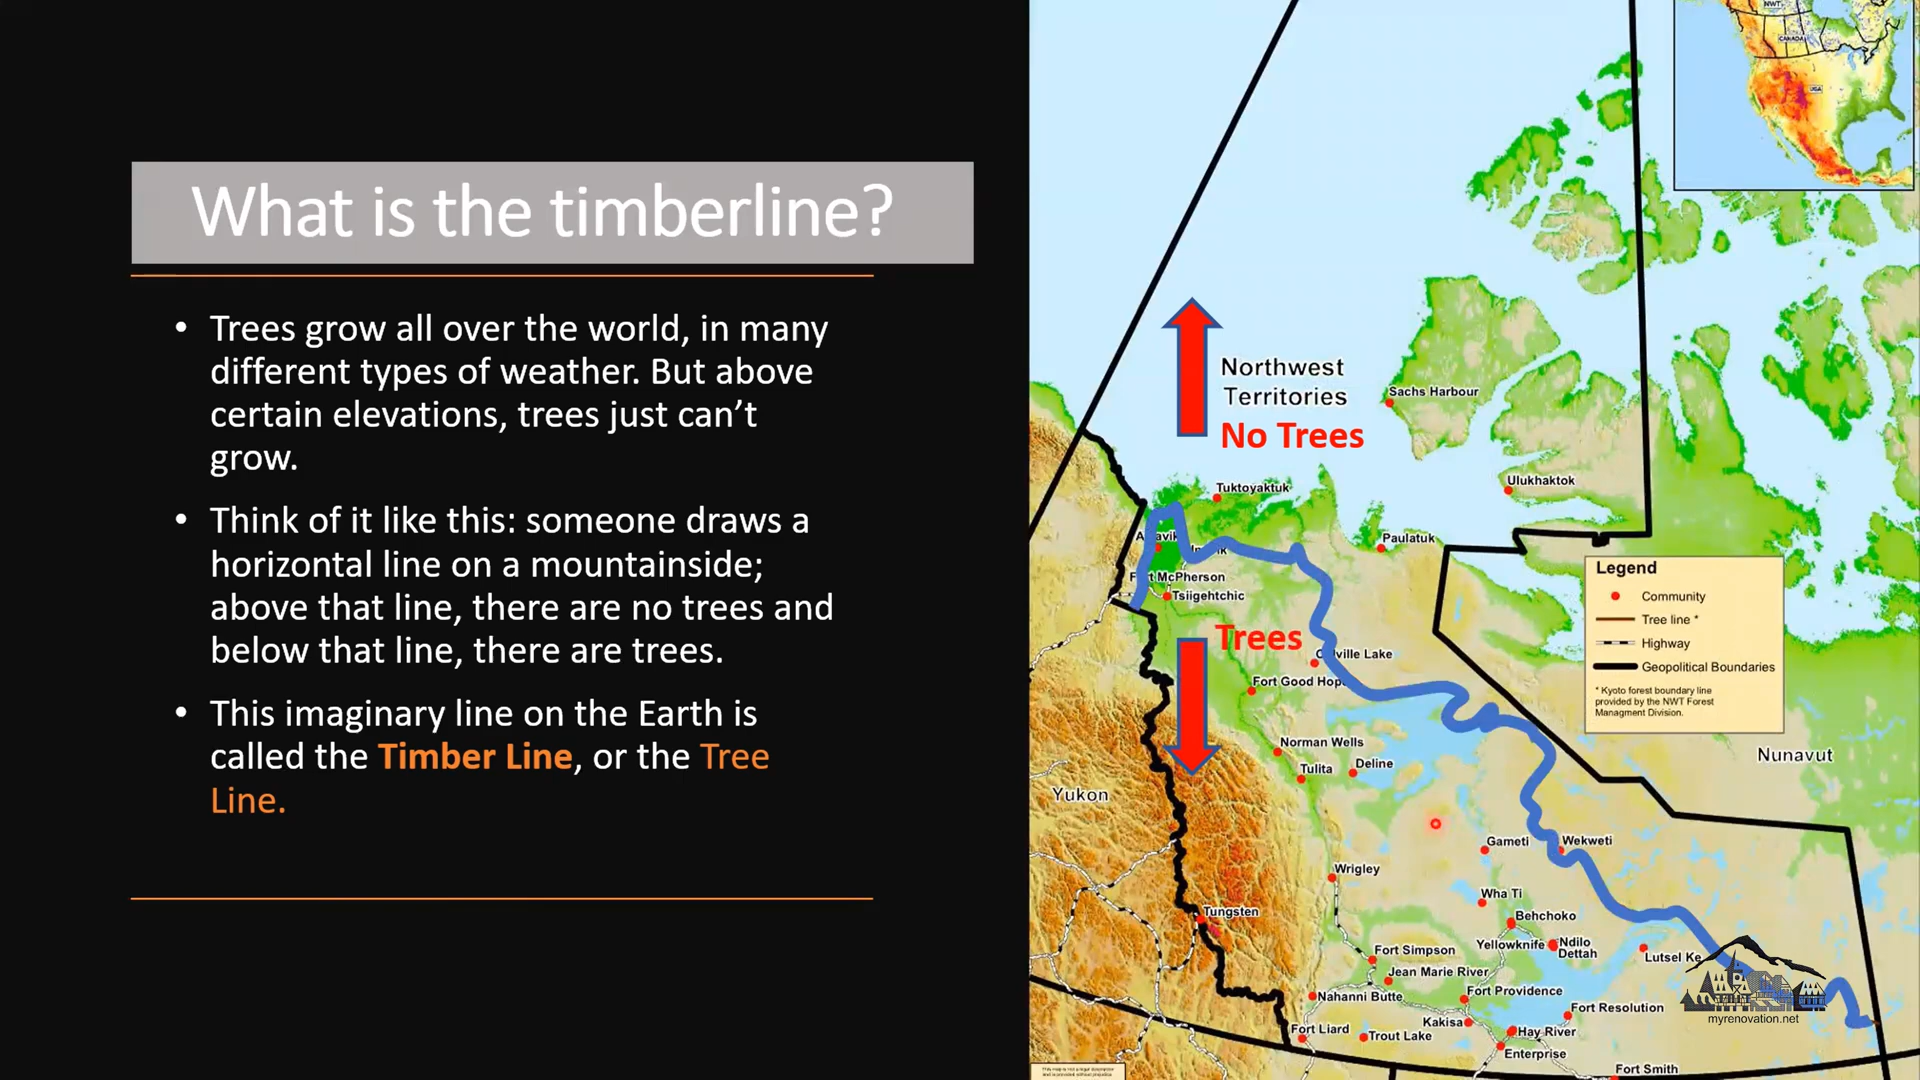 What is the timberline?
• Trees grow all over the world, in many
different types of weather. But above
certain elevations, trees just can’t
grow.
• Think of it like this: someone draws a
horizontal line on a mountainside;
above that line, there are no trees and
below that line, there are trees.
• This imaginary line on the Earth is
called the Timber Line, or the Tree
Line.
NWT
CANADA
USA
Northwest
Territories
No Trees
Sachs Harbour
Ulukhaktok
Tuktoyaktuk
Paulatuk
Fort McPherson
Tsiigehtchic
Trees
Colville Lake
Fort Good Hope
Norman Wells
Tulita
Deline
Yukon
Nunavut
Legend
Community
Tree line *
Highway
Geopolitical Boundaries
* Kyoto forest boundary line
provided by the NWT Forest
Managment Division.
Gameti
Wekweti
Wrigley
Wha Ti
Behchoko
Tungsten
Yellowknife
Ndilo
Dettah
Fort Simpson
Lutsel Ke
Jean Marie River
Nahanni Butte
Fort Providence
Fort Resolution
Kakisa
Hay River
Fort Liard
Trout Lake
Enterprise
Fort Smith
myrenovation.net